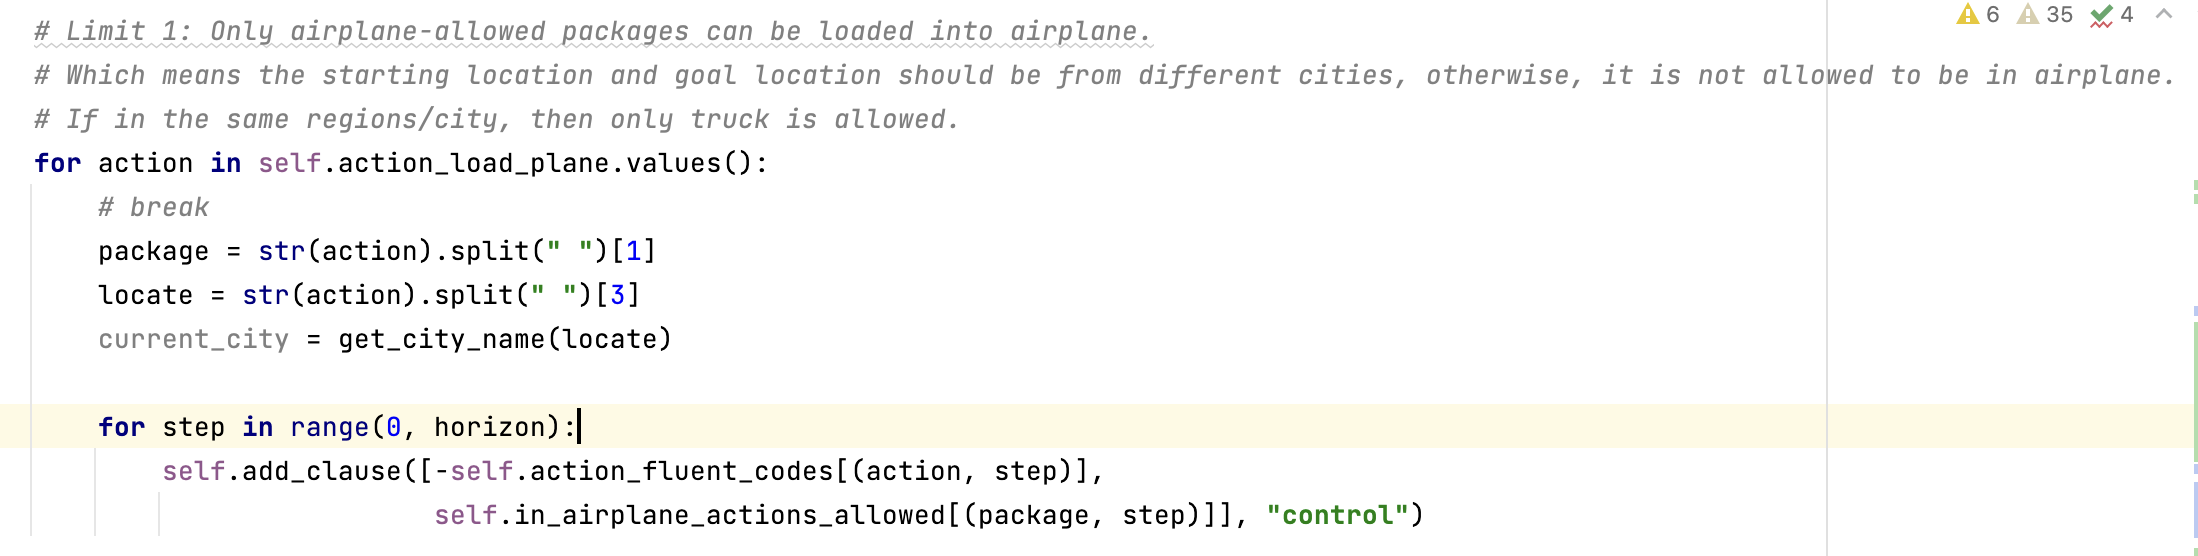 # Limit 1: Only airplane-allowed packages can be loaded into airplane.
6 35 4
# Which means the starting location and goal location should be from different cities, otherwise, it is not allowed to be in airplane.
# If in the same regions/city, then only truck is allowed.
for action in self.action_load_plane.values():
# break
package = str(action).split(" ")[1]
locate = str(action).split(" ")[3]
current_city = get_city_name(locate)
for step in range(0, horizon):
self.add_clause([-self.action_fluent_codes[(action, step)],
self.in_airplane_actions_allowed[(package, step)]], "control")